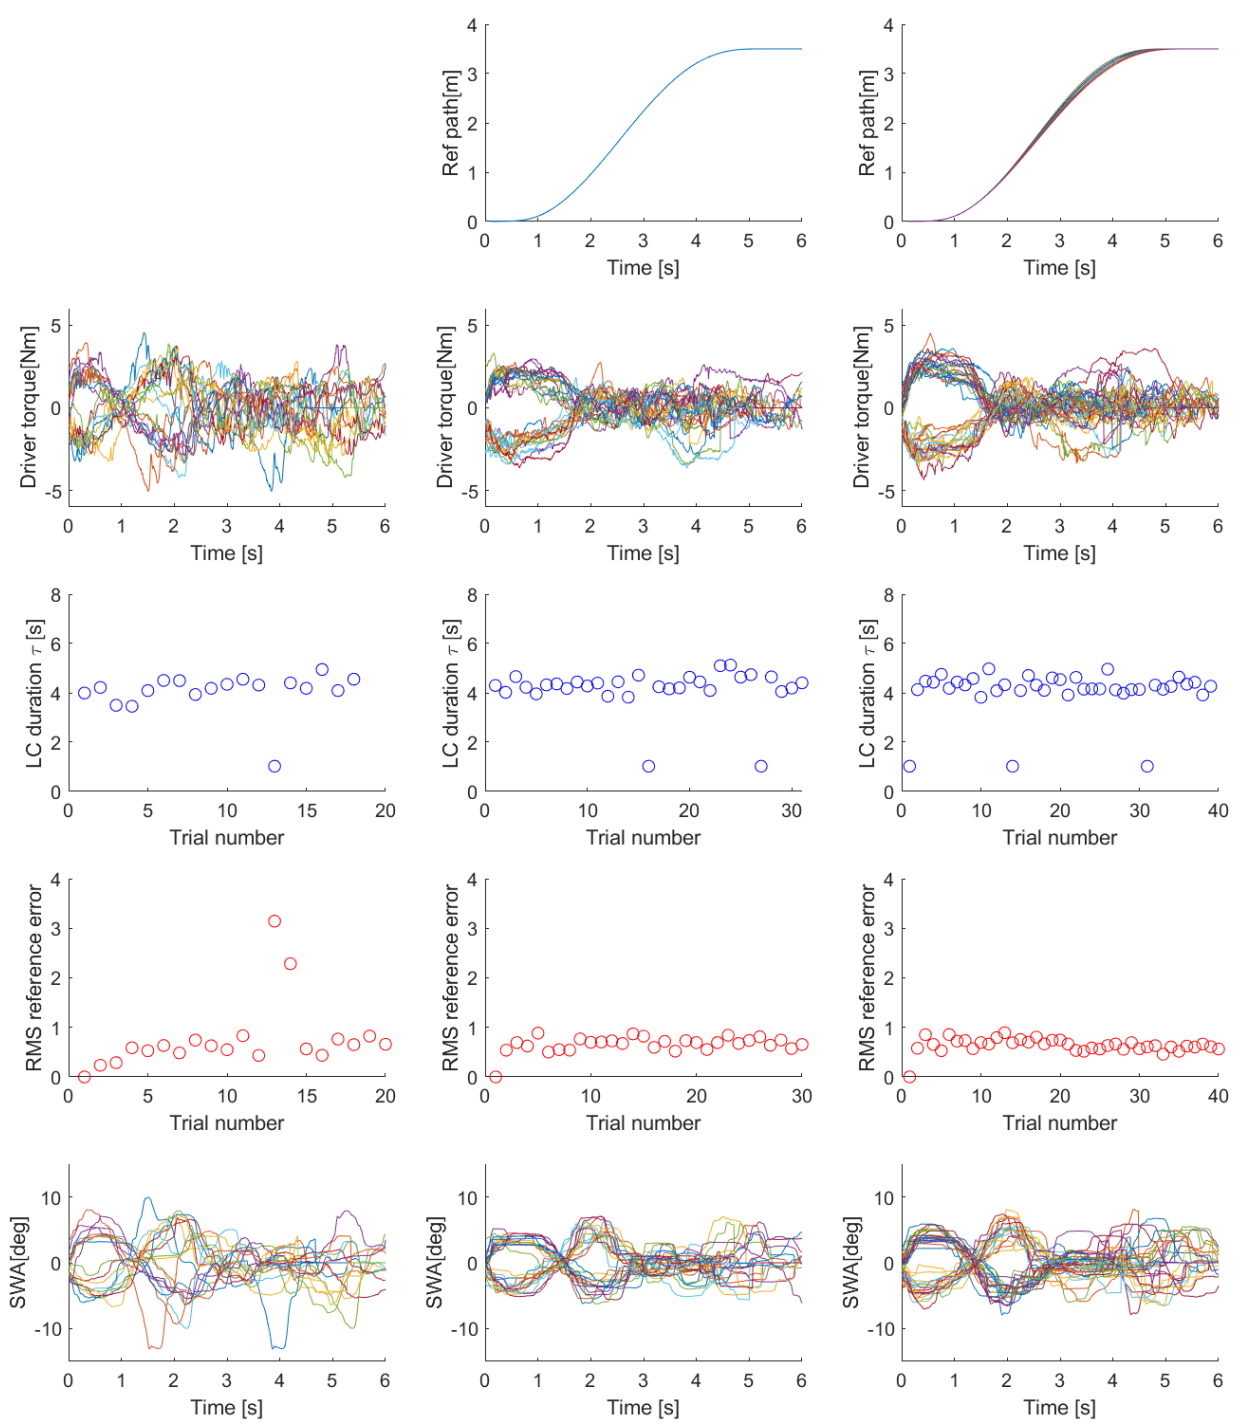 4
3
2
1
0
Ref path[m]
0 1 2 3 4 5 6
Time [s]
4
3
2
1
0
Ref path[m]
0 1 2 3 4 5 6
Time [s]
5
0
-5
Driver torque[Nm]
0 1 2 3 4 5 6
Time [s]
5
0
-5
Driver torque[Nm]
0 1 2 3 4 5 6
Time [s]
5
0
-5
Driver torque[Nm]
0 1 2 3 4 5 6
Time [s]
8
6
4
2
0
LC duration τ [s]
0 5 10 15 20
Trial number
8
6
4
2
0
LC duration τ [s]
0 10 20 30
Trial number
8
6
4
2
0
LC duration τ [s]
0 10 20 30 40
Trial number
4
3
2
1
0
RMS reference error
0 5 10 15 20
Trial number
4
3
2
1
0
RMS reference error
0 10 20 30
Trial number
4
3
2
1
0
RMS reference error
0 10 20 30 40
Trial number
10
0
-10
SWA[deg]
0 1 2 3 4 5 6
Time [s]
10
0
-10
SWA[deg]
0 1 2 3 4 5 6
Time [s]
10
0
-10
SWA[deg]
0 1 2 3 4 5 6
Time [s]